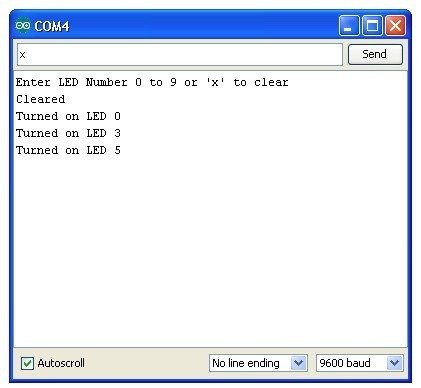 COM4
x
Send
Enter LED Number 0 to 9 or 'x' to clear
Cleared
Turned on LED 0
Turned on LED 3
Turned on LED 5
Autoscroll
No line ending
9600 baud